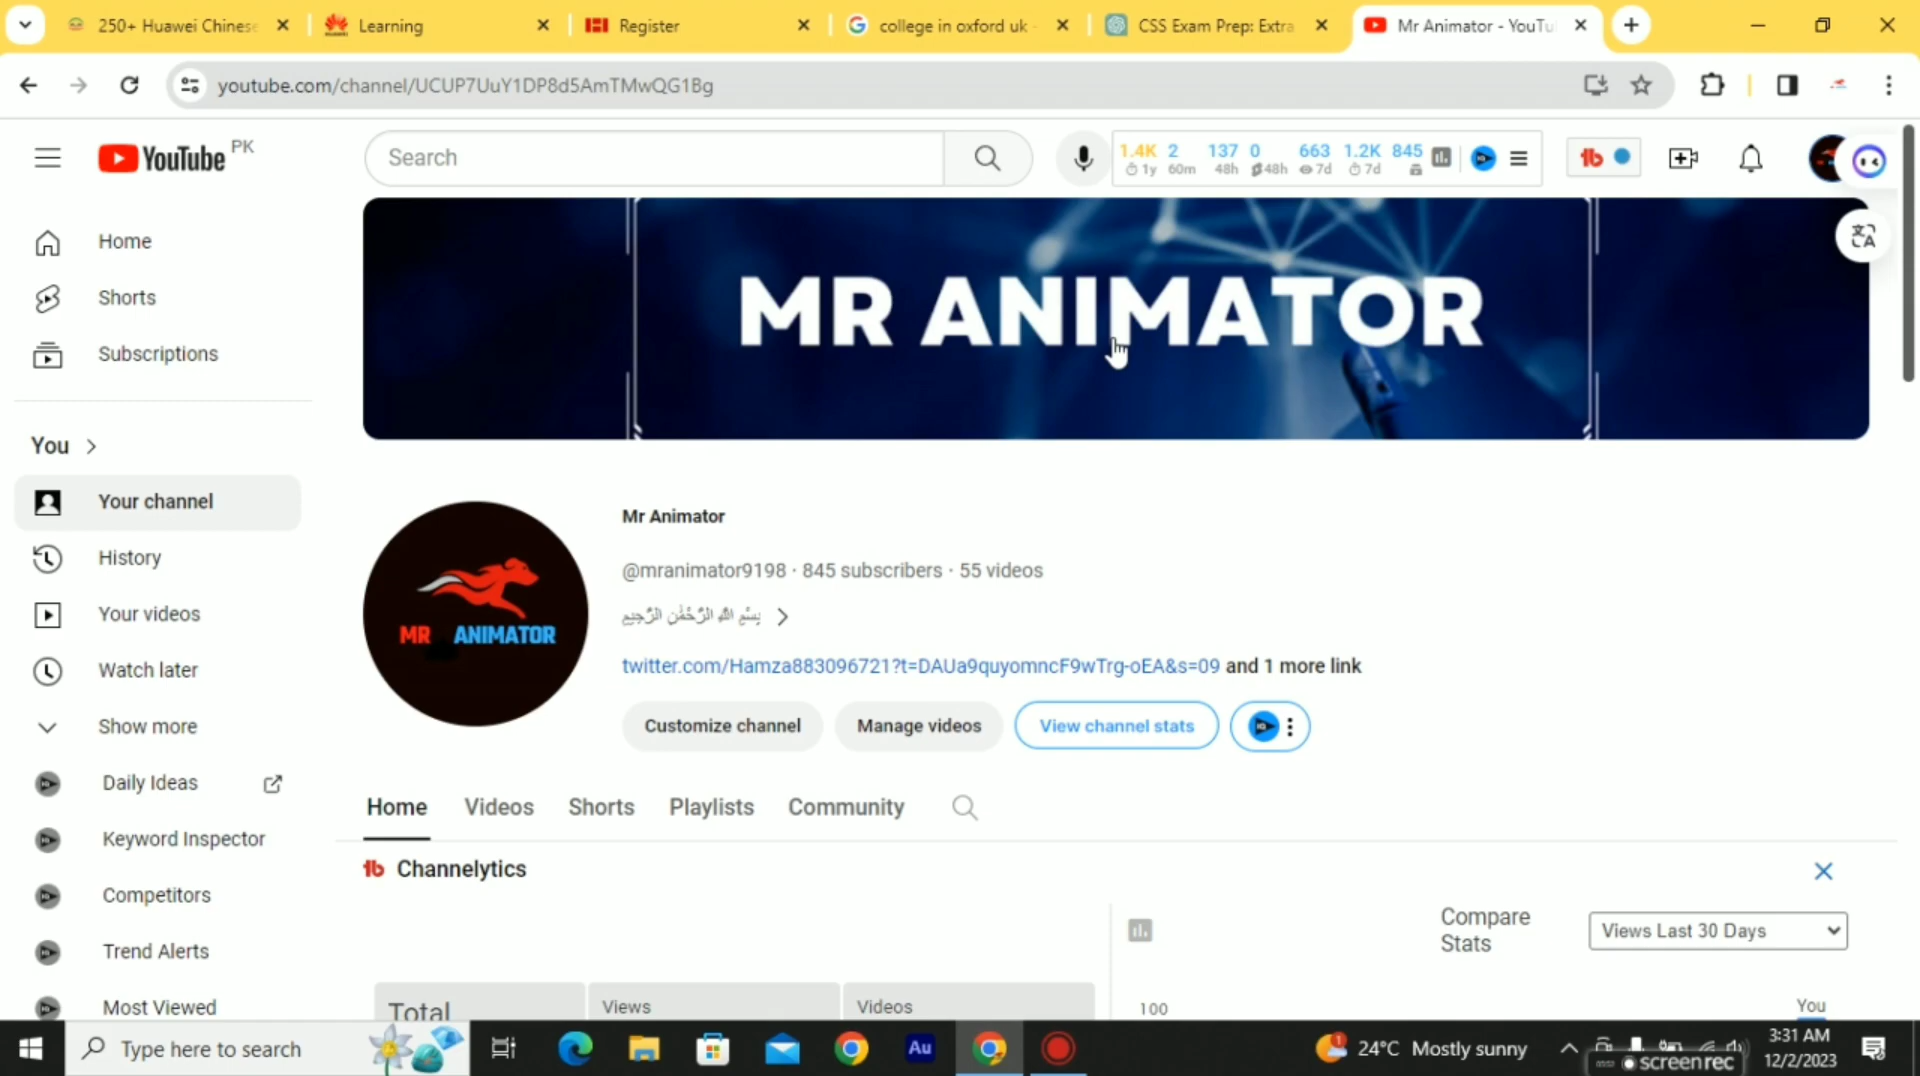 250+ Huawei Chinese
Learning
Register
college in oxford uk -
CSS Exam Prep: Extra
Mr Animator - YouTu
youtube.com/channel/UCUP7UuY1DP8d5AmTMwQG1Bg
YouTube PK
Search
1.4K 2 137 0 663 1.2K 845
1y 60m 48h 48h 7d 7d
Home
Shorts
Subscriptions
You
Your channel
History
Your videos
Watch later
Show more
Daily Ideas
Keyword Inspector
Competitors
Trend Alerts
Most Viewed
MR ANIMATOR
MR ANIMATOR
Mr Animator
@mranimator9198 · 845 subscribers · 55 videos
بِسْمِ اللهِ الرَّحْمٰنِ الرَّحِيمِ
twitter.com/Hamza883096721?t=DAUa9quyomncF9wTrg-oEA&s=09 and 1 more link
Customize channel
Manage videos
View channel stats
Home
Videos
Shorts
Playlists
Community
tb Channelytics
Compare
Stats
Views Last 30 Days
Total
Views
Videos
100
You
Type here to search
Au
24°C Mostly sunny
3:31 AM
12/2/2023
screenrec